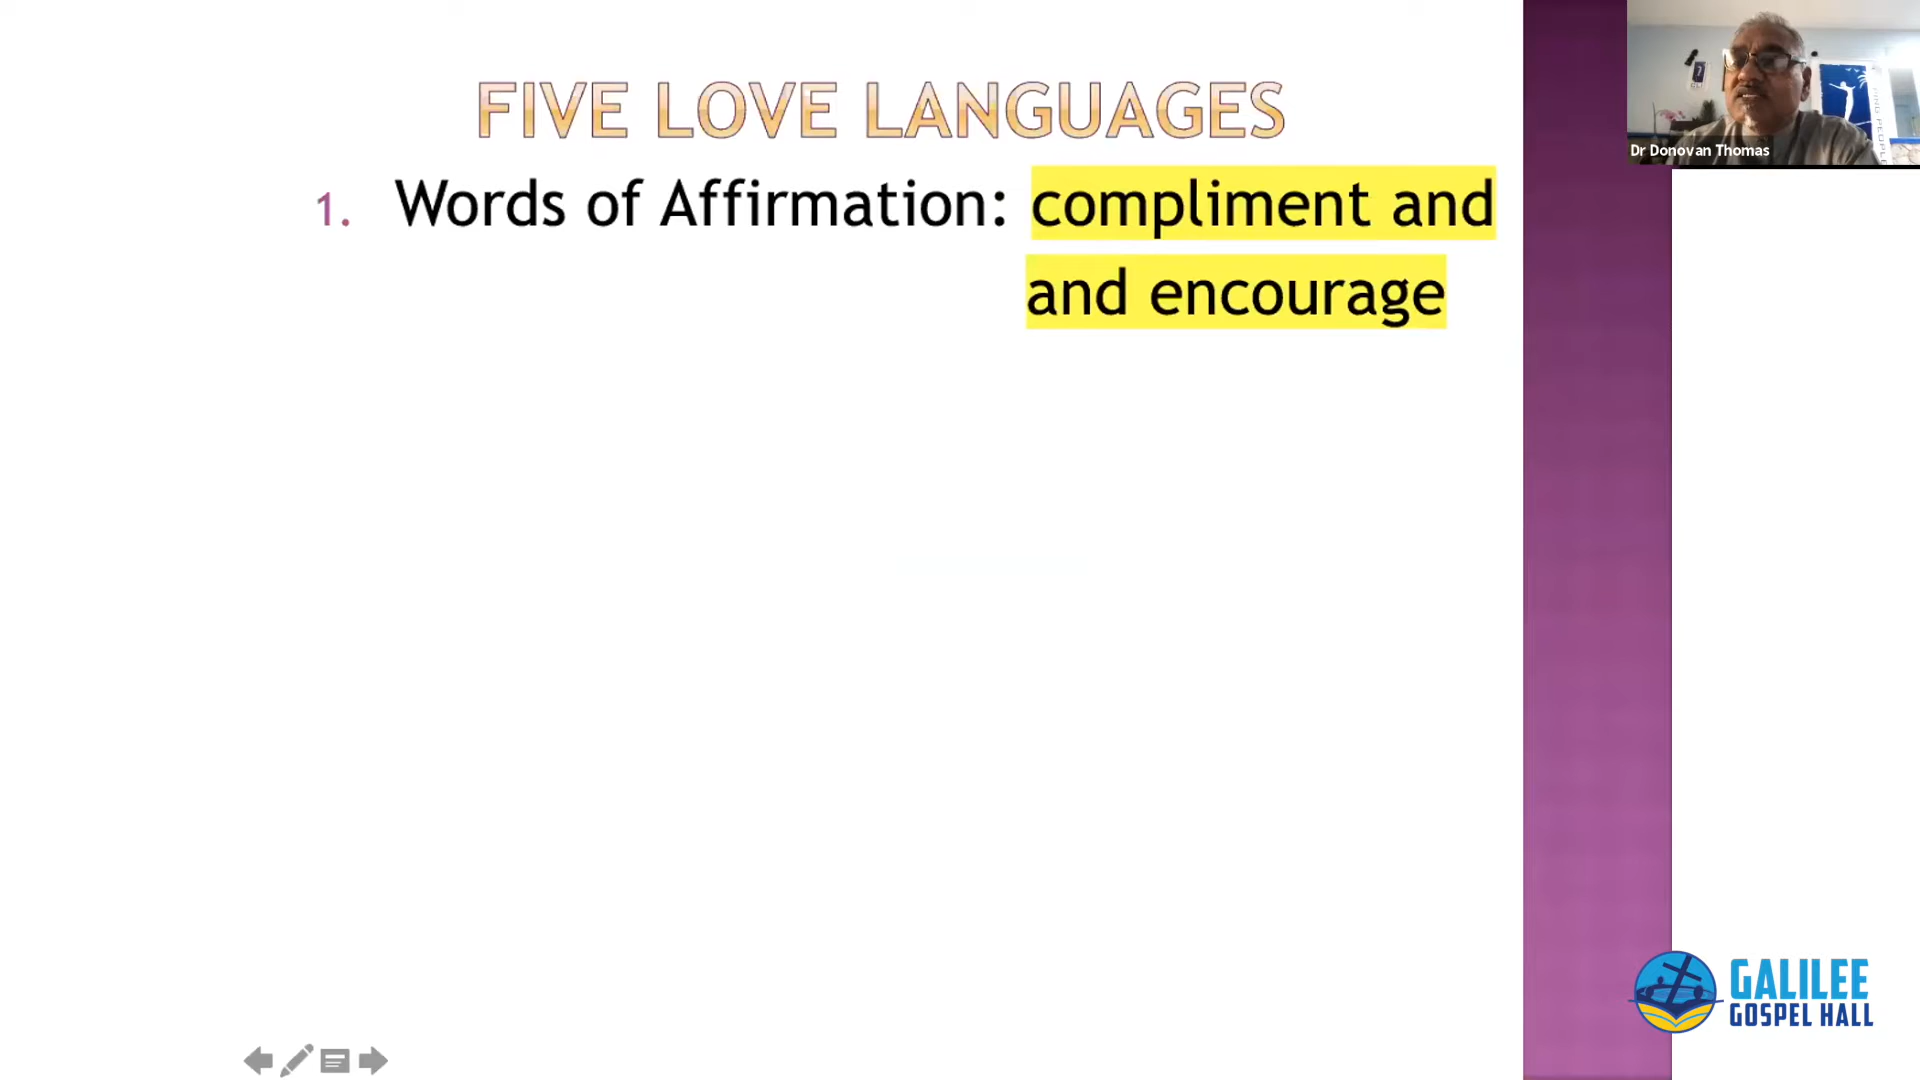 FIVE LOVE LANGUAGES
1. Words of Affirmation: compliment and
and encourage
Dr Donovan Thomas
GALILEE
GOSPEL HALL